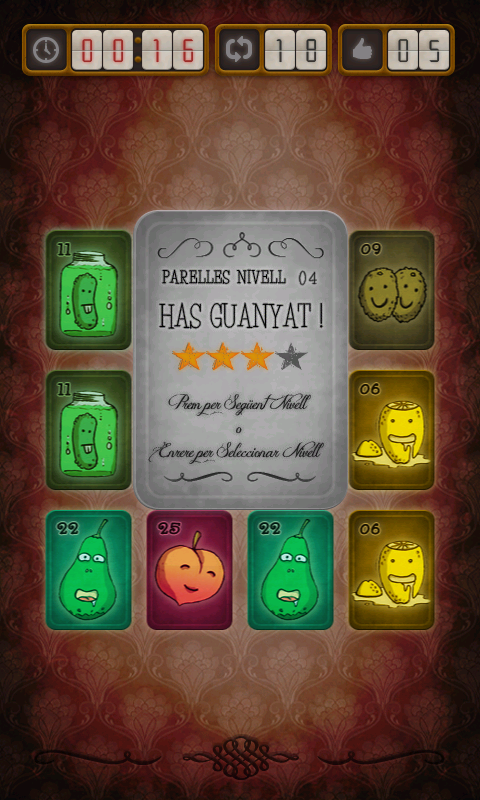 00:16 18 05
11
09
PARELLES NIVELL 04
HAS GUANYAT !
11
06
Prem per Següent Nivell
o
Enrere per Seleccionar Nivell
22
25
22
06